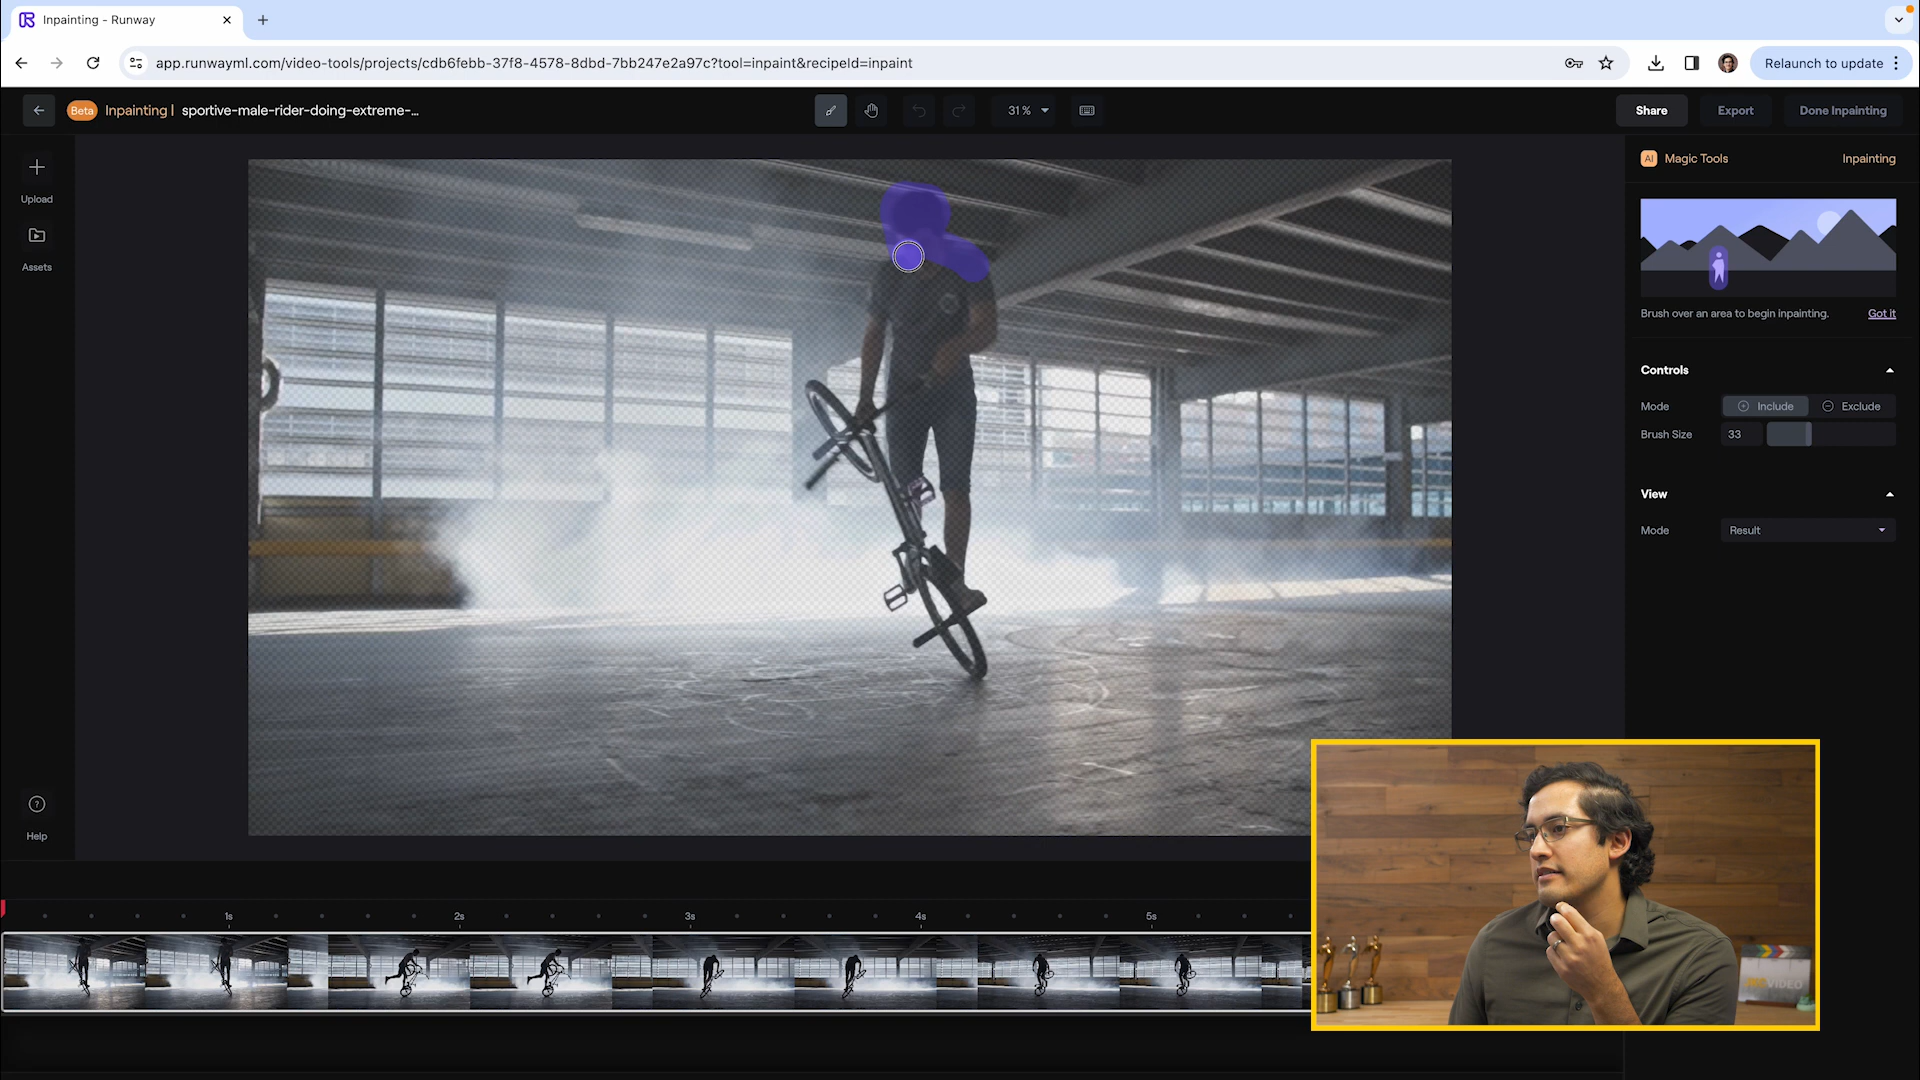 Inpainting - Runway
app.runwayml.com/video-tools/projects/cdb6febb-37f8-4578-8dbd-7bb247e2a97c?tool=inpaint&recipeId=inpaint
Relaunch to update
Beta Inpainting | sportive-male-rider-doing-extreme-...
31%
Share
Export
Done Inpainting
Upload
Assets
Help
AI Magic Tools
Inpainting
Brush over an area to begin inpainting.
Got it
Controls
Mode
Include
Exclude
Brush Size
33
View
Mode
Result
1s
2s
3s
4s
5s
VIDEO